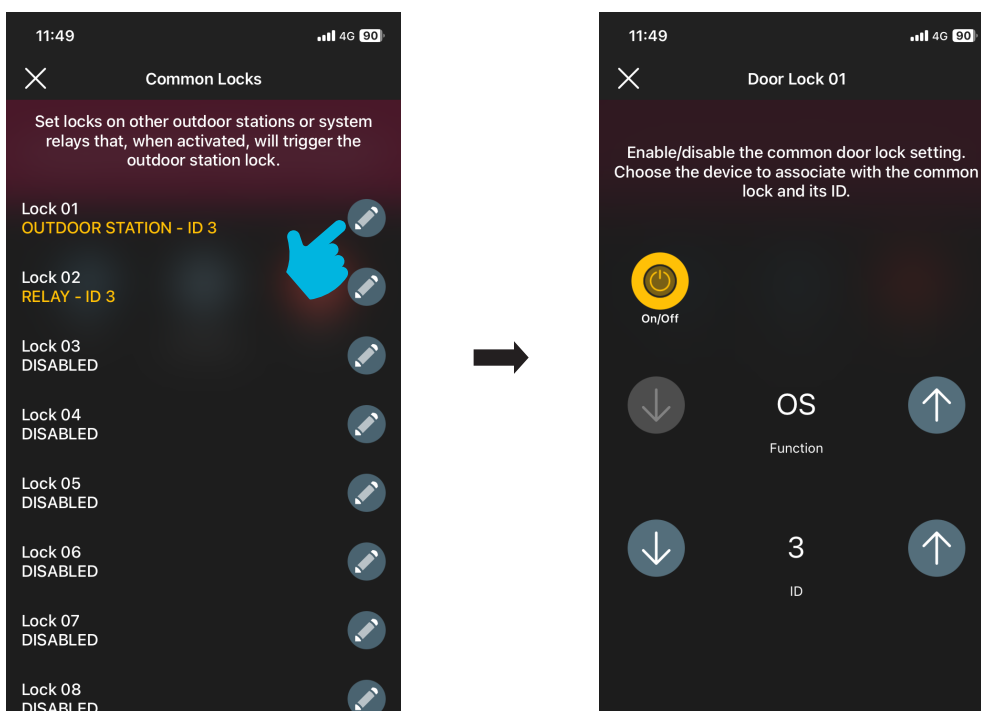 11:49
4G 90
Common Locks
Set locks on other outdoor stations or system
relays that, when activated, will trigger the
outdoor station lock.
Lock 01
OUTDOOR STATION - ID 3
Lock 02
RELAY - ID 3
Lock 03
DISABLED
Lock 04
DISABLED
Lock 05
DISABLED
Lock 06
DISABLED
Lock 07
DISABLED
Lock 08
DISABLED
11:49
4G 90
Door Lock 01
Enable/disable the common door lock setting.
Choose the device to associate with the common
lock and its ID.
On/Off
OS
Function
3
ID